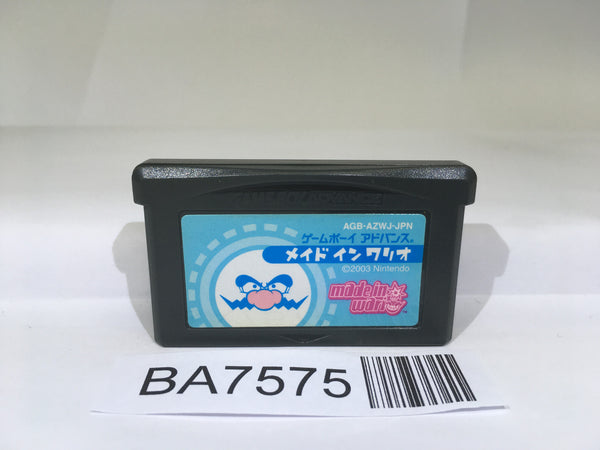 GAME BOY ADVANCE
AGB-AZWJ-JPN
ゲームボーイ アドバンス®
メイド イン ワリオ
©2003 Nintendo
made in
wario
BA7575